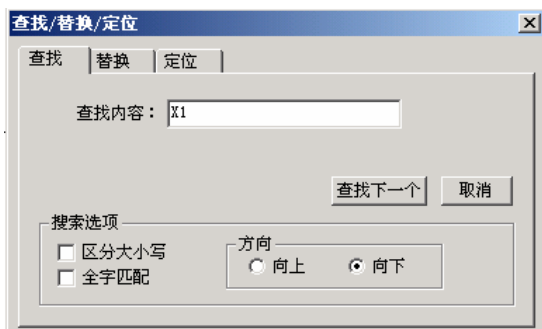 查找/替换/定位
查找 替换 定位
查找内容： X1
查找下一个 取消
搜索选项
区分大小写
全字匹配
方向
向上 向下